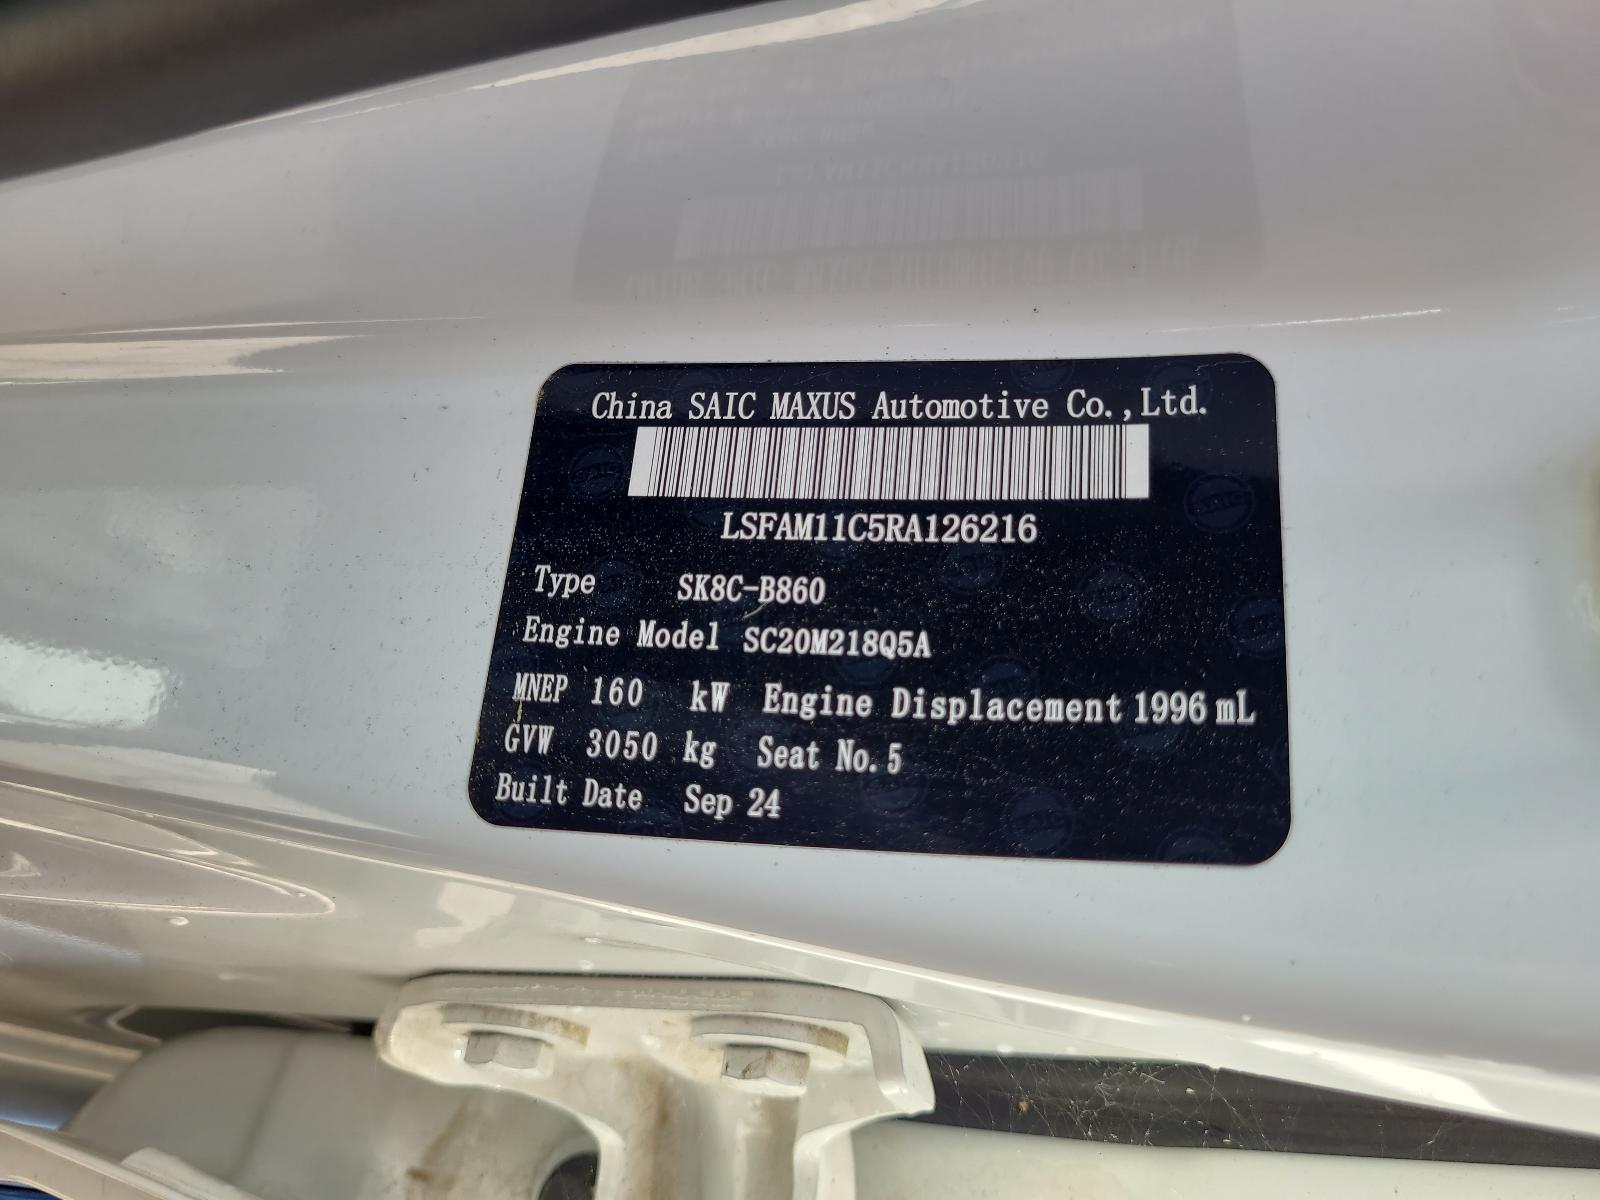 China SAIC MAXUS Automotive Co.,Ltd.
LSFAM11C5RA126216
Type SK8C-B860
Engine Model SC20M218Q5A
MNEP 160 kW Engine Displacement 1996 mL
GVW 3050 kg Seat No. 5
Built Date Sep 24